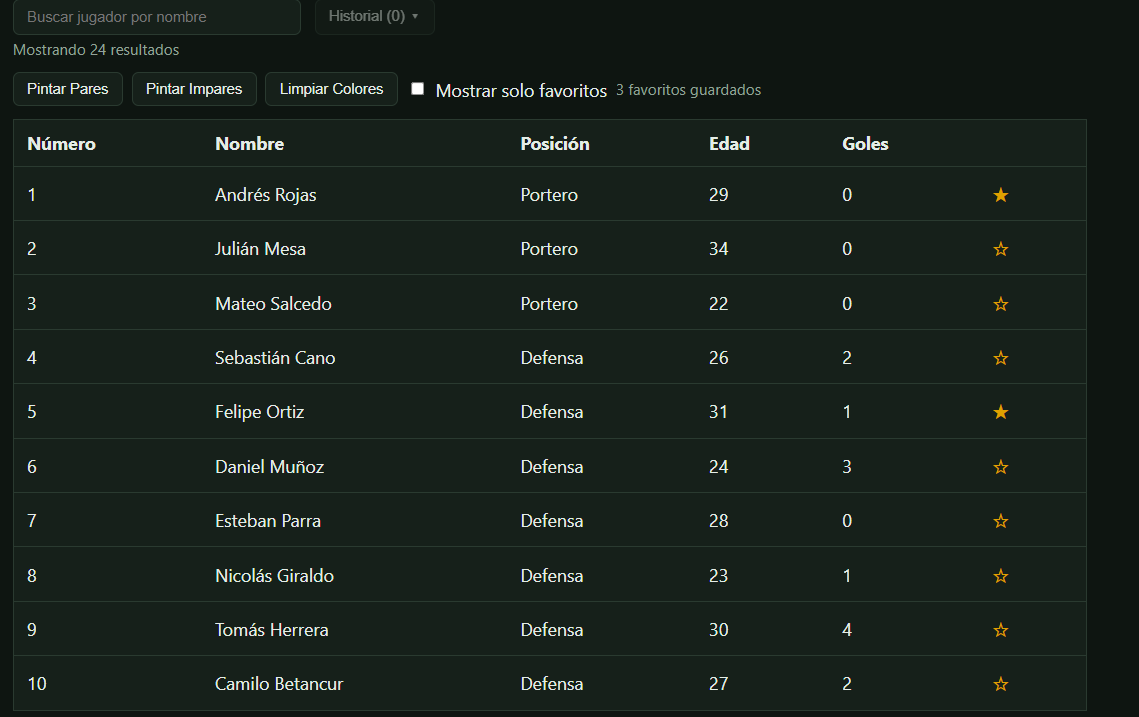 Buscar jugador por nombre Historial (0) ▾
Mostrando 24 resultados
Pintar Pares Pintar Impares Limpiar Colores Mostrar solo favoritos 3 favoritos guardados
Número Nombre Posición Edad Goles
1 Andrés Rojas Portero 29 0 ★
2 Julián Mesa Portero 34 0 ☆
3 Mateo Salcedo Portero 22 0 ☆
4 Sebastián Cano Defensa 26 2 ☆
5 Felipe Ortiz Defensa 31 1 ★
6 Daniel Muñoz Defensa 24 3 ☆
7 Esteban Parra Defensa 28 0 ☆
8 Nicolás Giraldo Defensa 23 1 ☆
9 Tomás Herrera Defensa 30 4 ☆
10 Camilo Betancur Defensa 27 2 ☆